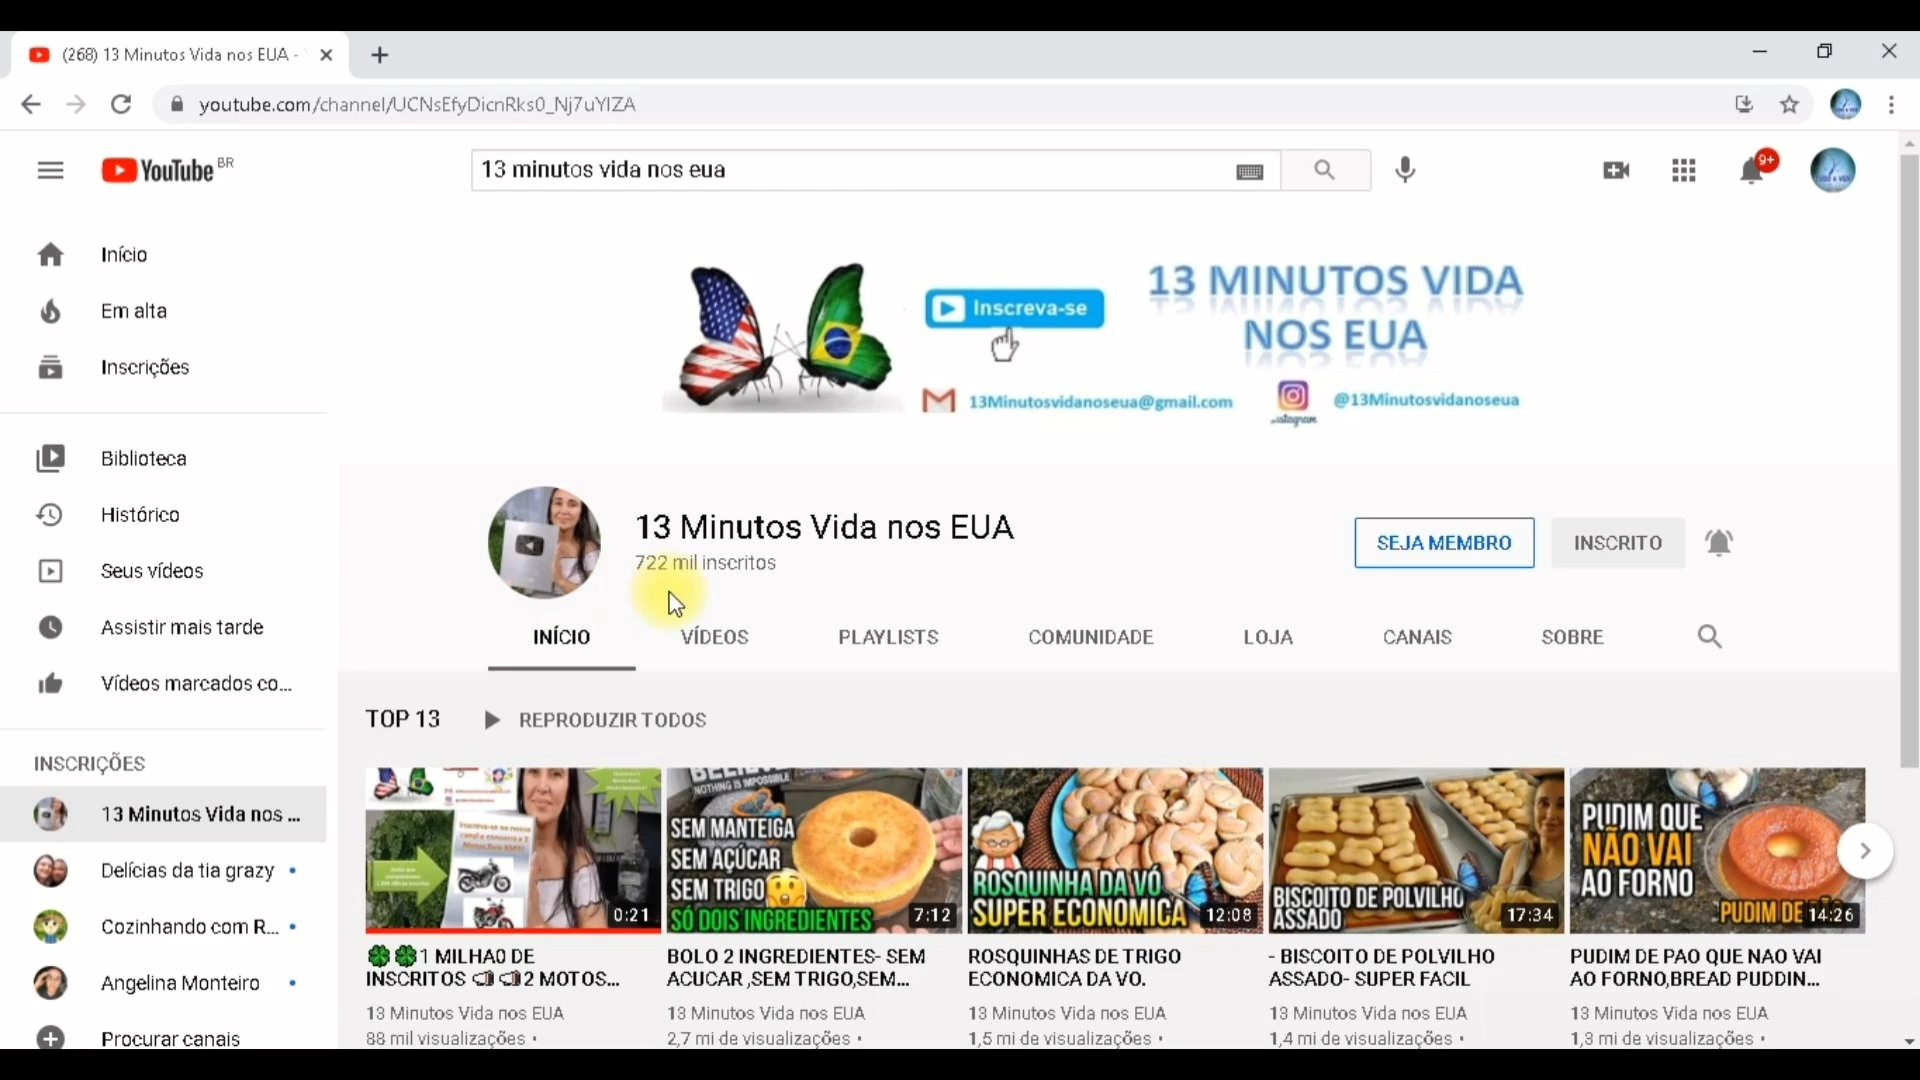 (268) 13 Minutos Vida nos EUA -
youtube.com/channel/UCNsEfyDicnRks0_Nj7uYIZA
YouTube BR
13 minutos vida nos eua
9+
Início
Em alta
Inscrições
Biblioteca
Histórico
Seus vídeos
Assistir mais tarde
Vídeos marcados co...
INSCRIÇÕES
13 Minutos Vida nos ...
Delícias da tia grazy
Cozinhando com R...
Angelina Monteiro
Procurar canais
Inscreva-se
13 MINUTOS VIDA
NOS EUA
13Minutosvidanoseua@gmail.com
@13Minutosvidanoseua
13 Minutos Vida nos EUA
722 mil inscritos
SEJA MEMBRO
INSCRITO
INÍCIO
VÍDEOS
PLAYLISTS
COMUNIDADE
LOJA
CANAIS
SOBRE
TOP 13
REPRODUZIR TODOS
0:21
NOTHING IS IMPOSSIBLE
SEM MANTEIGA
SEM AÇÚCAR
SEM TRIGO
SÓ DOIS INGREDIENTES
7:12
ROSQUINHA DA VÓ
SUPER ECONOMICA
12:08
BISCOITO DE POLVILHO
ASSADO
17:34
PUDIM QUE
NÃO VAI
AO FORNO
PUDIM DE
14:26
1 MILHAO DE
INSCRITOS 2 MOTOS...
13 Minutos Vida nos EUA
88 mil visualizações •
BOLO 2 INGREDIENTES- SEM
ACUCAR ,SEM TRIGO,SEM...
13 Minutos Vida nos EUA
2,7 mi de visualizações •
ROSQUINHAS DE TRIGO
ECONOMICA DA VO.
13 Minutos Vida nos EUA
1,5 mi de visualizações •
- BISCOITO DE POLVILHO
ASSADO- SUPER FACIL
13 Minutos Vida nos EUA
1,4 mi de visualizações •
PUDIM DE PAO QUE NAO VAI
AO FORNO,BREAD PUDDIN...
13 Minutos Vida nos EUA
1,3 mi de visualizações •